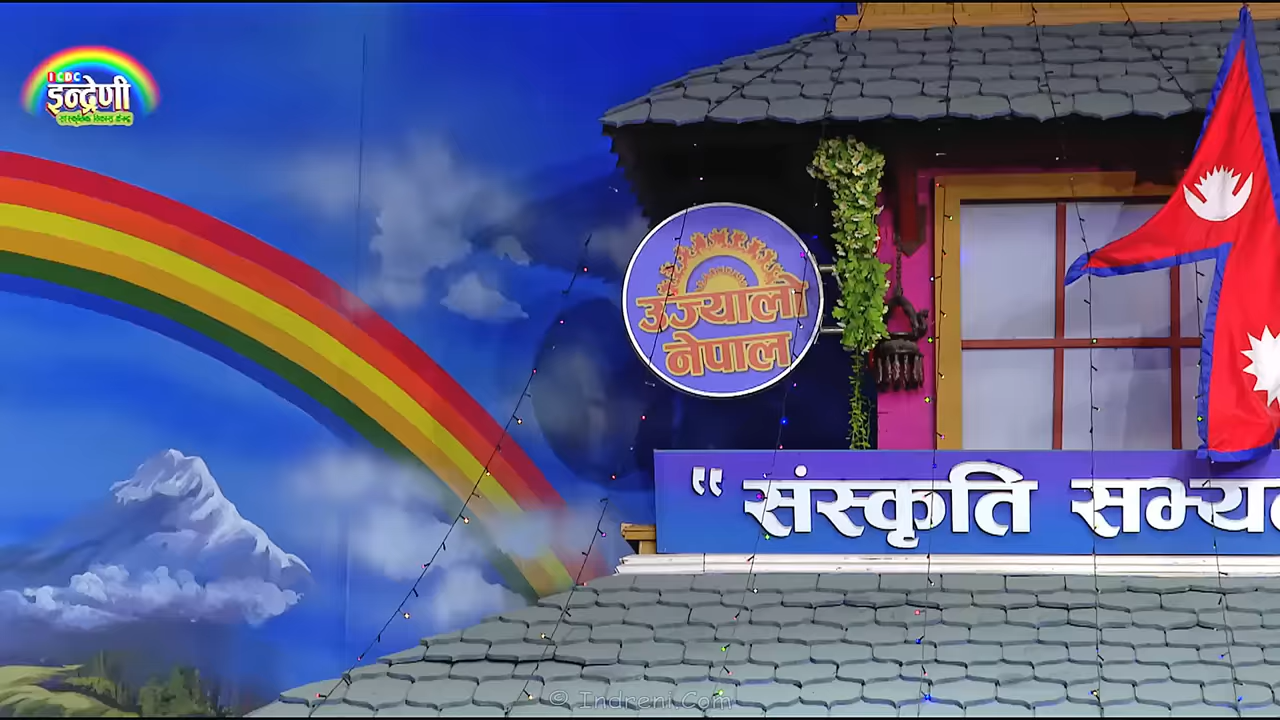 ICDC
इन्द्रेणी
सांस्कृतिक विकास केन्द्र
उज्यालो
नेपाल
“ संस्कृति सभ्य
© Indreni.Com